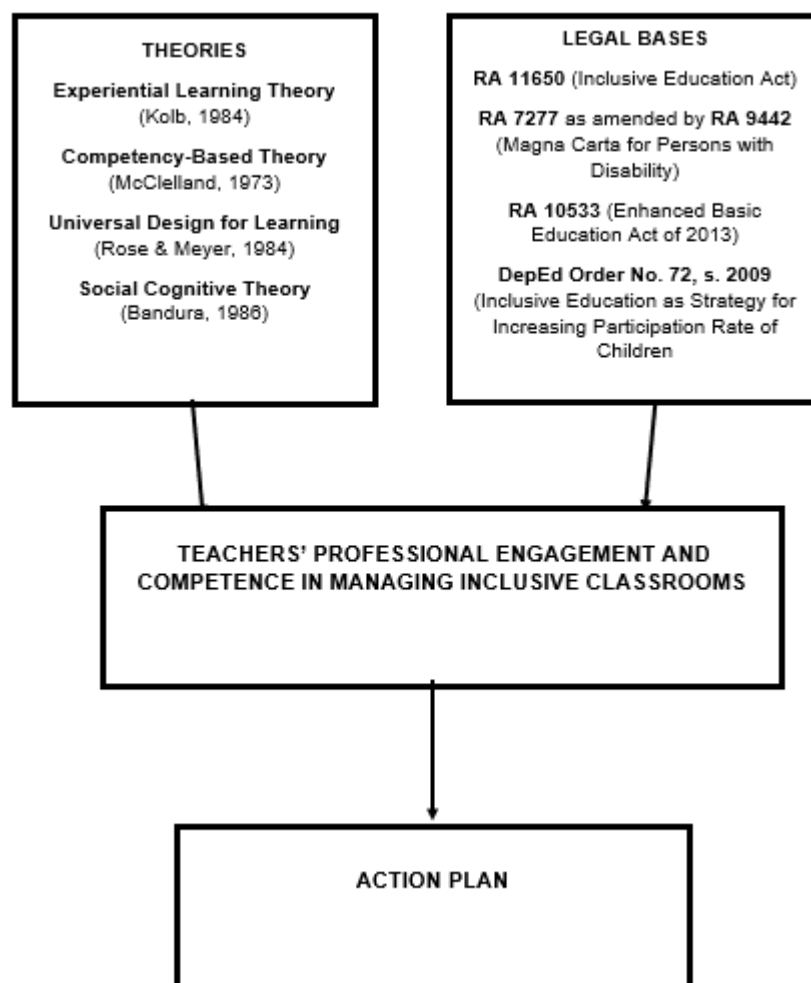 THEORIES
Experiential Learning Theory
(Kolb, 1984)
Competency-Based Theory
(McClelland, 1973)
Universal Design for Learning
(Rose & Meyer, 1984)
Social Cognitive Theory
(Bandura, 1986)
LEGAL BASES
RA 11650 (Inclusive Education Act)
RA 7277 as amended by RA 9442
(Magna Carta for Persons with
Disability)
RA 10533 (Enhanced Basic
Education Act of 2013)
DepEd Order No. 72, s. 2009
(Inclusive Education as Strategy for
Increasing Participation Rate of
Children
TEACHERS’ PROFESSIONAL ENGAGEMENT AND
COMPETENCE IN MANAGING INCLUSIVE CLASSROOMS
ACTION PLAN